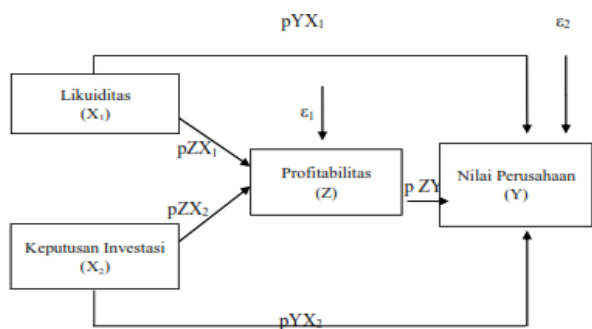 pYX₁
ε₂
Likuiditas
(X₁)
ε₁
pZX₁
Profitabilitas
(Z)
p ZY
Nilai Perusahaan
(Y)
pZX₂
Keputusan Investasi
(X₂)
pYX₂